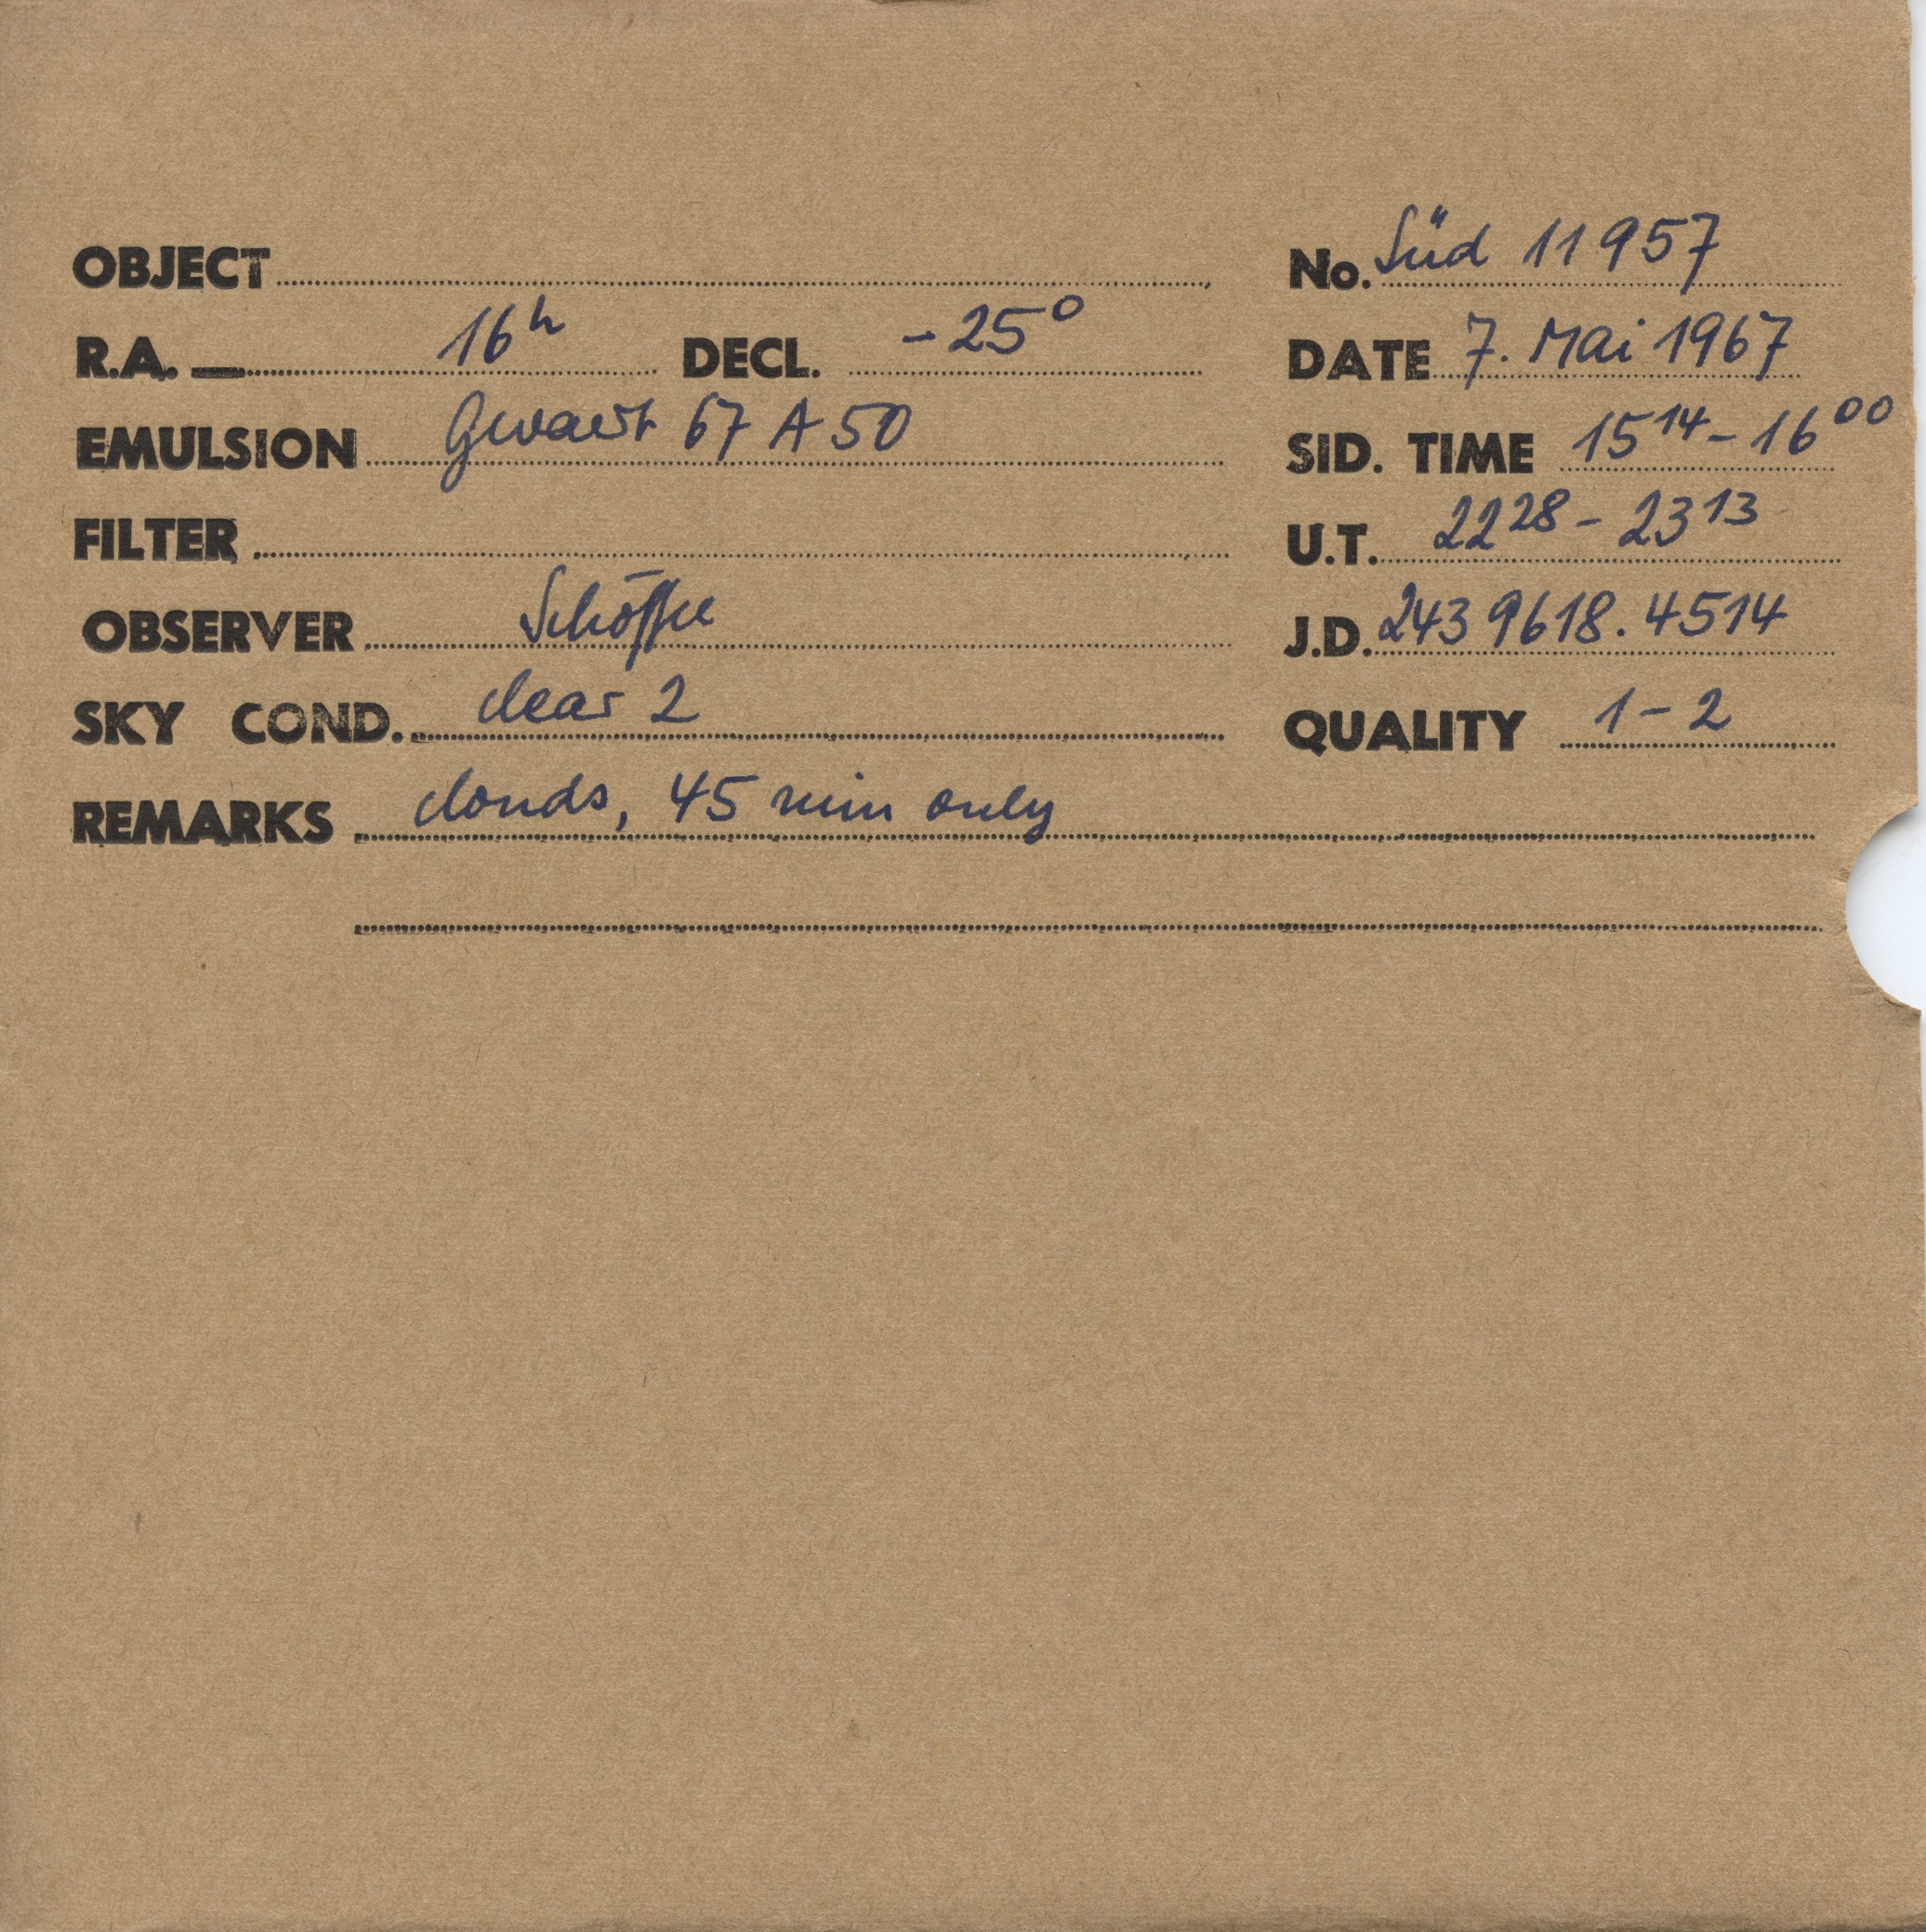 OBJECT
No. Süd 11957
R.A. 16h DECL. -25°
DATE 7. Mai 1967
EMULSION Gevaert 67 A 50
SID. TIME 15 14 - 16 00
FILTER
U.T. 22 28 - 23 13
OBSERVER
J.D. 243 9618.4514
SKY COND. clear 2
QUALITY 1-2
REMARKS clouds, 45 min only